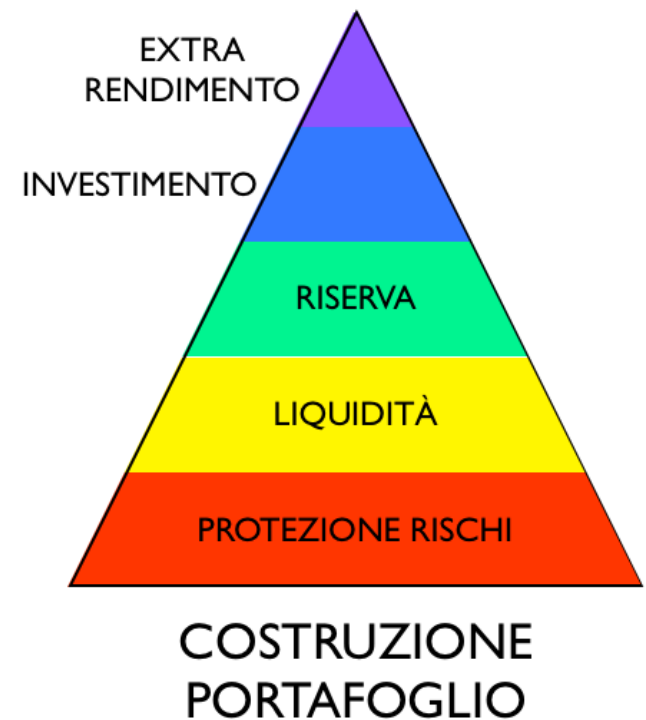 EXTRA
RENDIMENTO
INVESTIMENTO
RISERVA
LIQUIDITÀ
PROTEZIONE RISCHI
COSTRUZIONE
PORTAFOGLIO